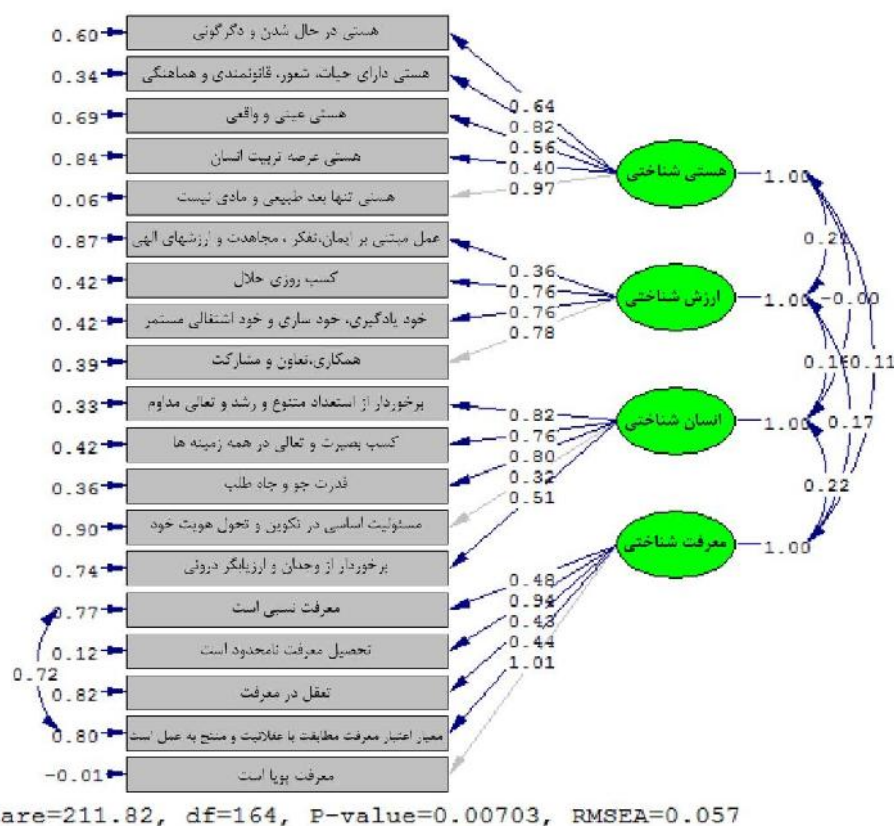 0.60 هستی در حال شدن و دگرگونی
0.34 هستی دارای حیات، شعور، قانونمندی و هماهنگی
0.69 هستی عینی و واقعی
0.84 هستی عرصه تربیت انسان
0.06 هستی تنها بعد طبیعی و مادی نیست
0.87 عمل مبتنی بر ایمان،تفکر ، مجاهدت و ارزشهای الهی
0.42 کسب روزی حلال
0.42 خود یادگیری، خود سازی و خود اشتغالی مستمر
0.39 همکاری،تعاون و مشارکت
0.33 برخوردار از استعداد متنوع و رشد و تعالی مداوم
0.42 کسب بصیرت و تعالی در همه زمینه ها
0.36 قدرت جو و جاه طلب
0.90 مسئولیت اساسی در تکوین و تحول هویت خود
0.74 برخوردار از وجدان و ارزیابگر درونی
0.77 معرفت نسبی است
0.12 تحصیل معرفت نامحدود است
0.82 تعقل در معرفت
0.80 معیار اعتبار معرفت مطابقت با عقلانیت و منتج به عمل است
-0.01 معرفت پویا است
0.72
0.64
0.82
0.56
0.40
0.97
هستی شناختی
1.00
0.36
0.76
0.76
0.78
ارزش شناختی
1.00
0.82
0.76
0.80
0.32
0.51
انسان شناختی
1.00
0.48
0.94
0.43
0.44
1.01
معرفت شناختی
1.00
-0.00
0.11
0.17
0.22
are=211.82, df=164, P-value=0.00703, RMSEA=0.057